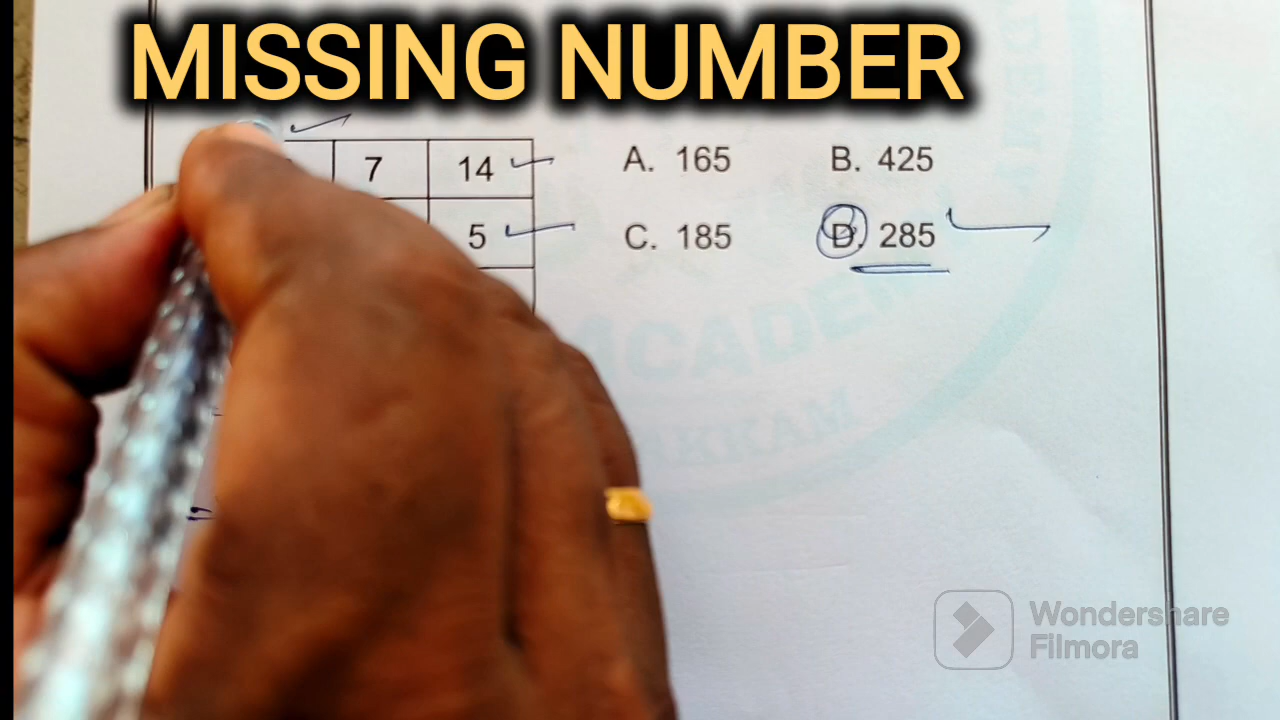 MISSING NUMBER
7 14 A. 165 B. 425
5 C. 185 D. 285
Wondershare
Filmora